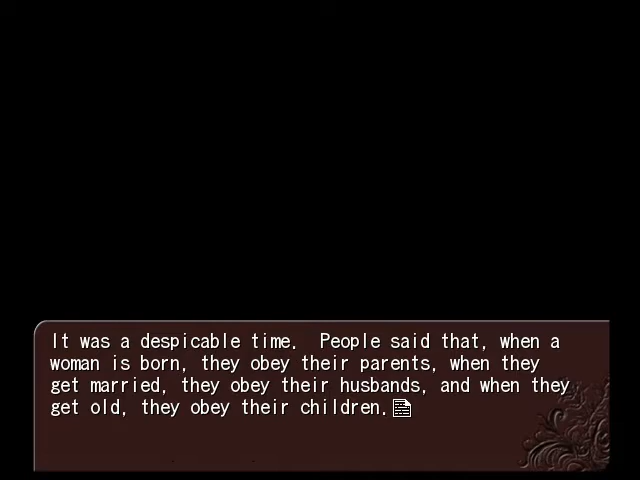 It was a despicable time.  People said that, when a
woman is born, they obey their parents, when they
get married, they obey their husbands, and when they
get old, they obey their children.